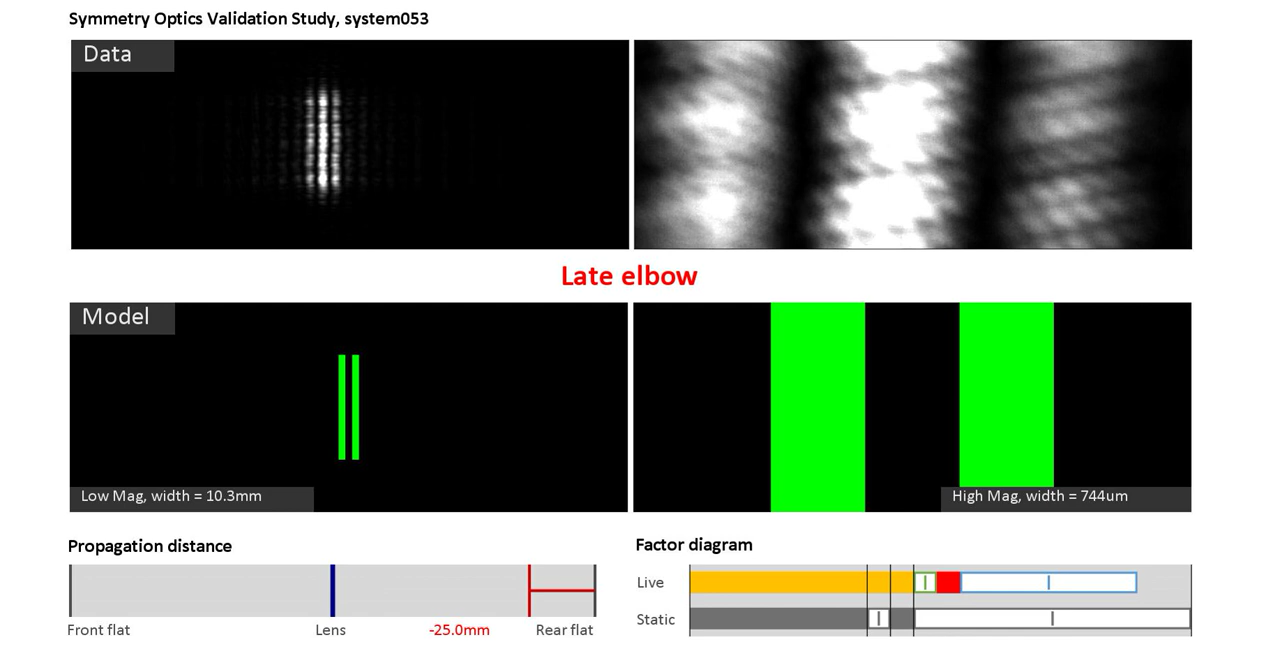 Symmetry Optics Validation Study, system053
Data
Late elbow
Model
Low Mag, width = 10.3mm
High Mag, width = 744um
Propagation distance
Factor diagram
Live
Static
Front flat
Lens
-25.0mm
Rear flat